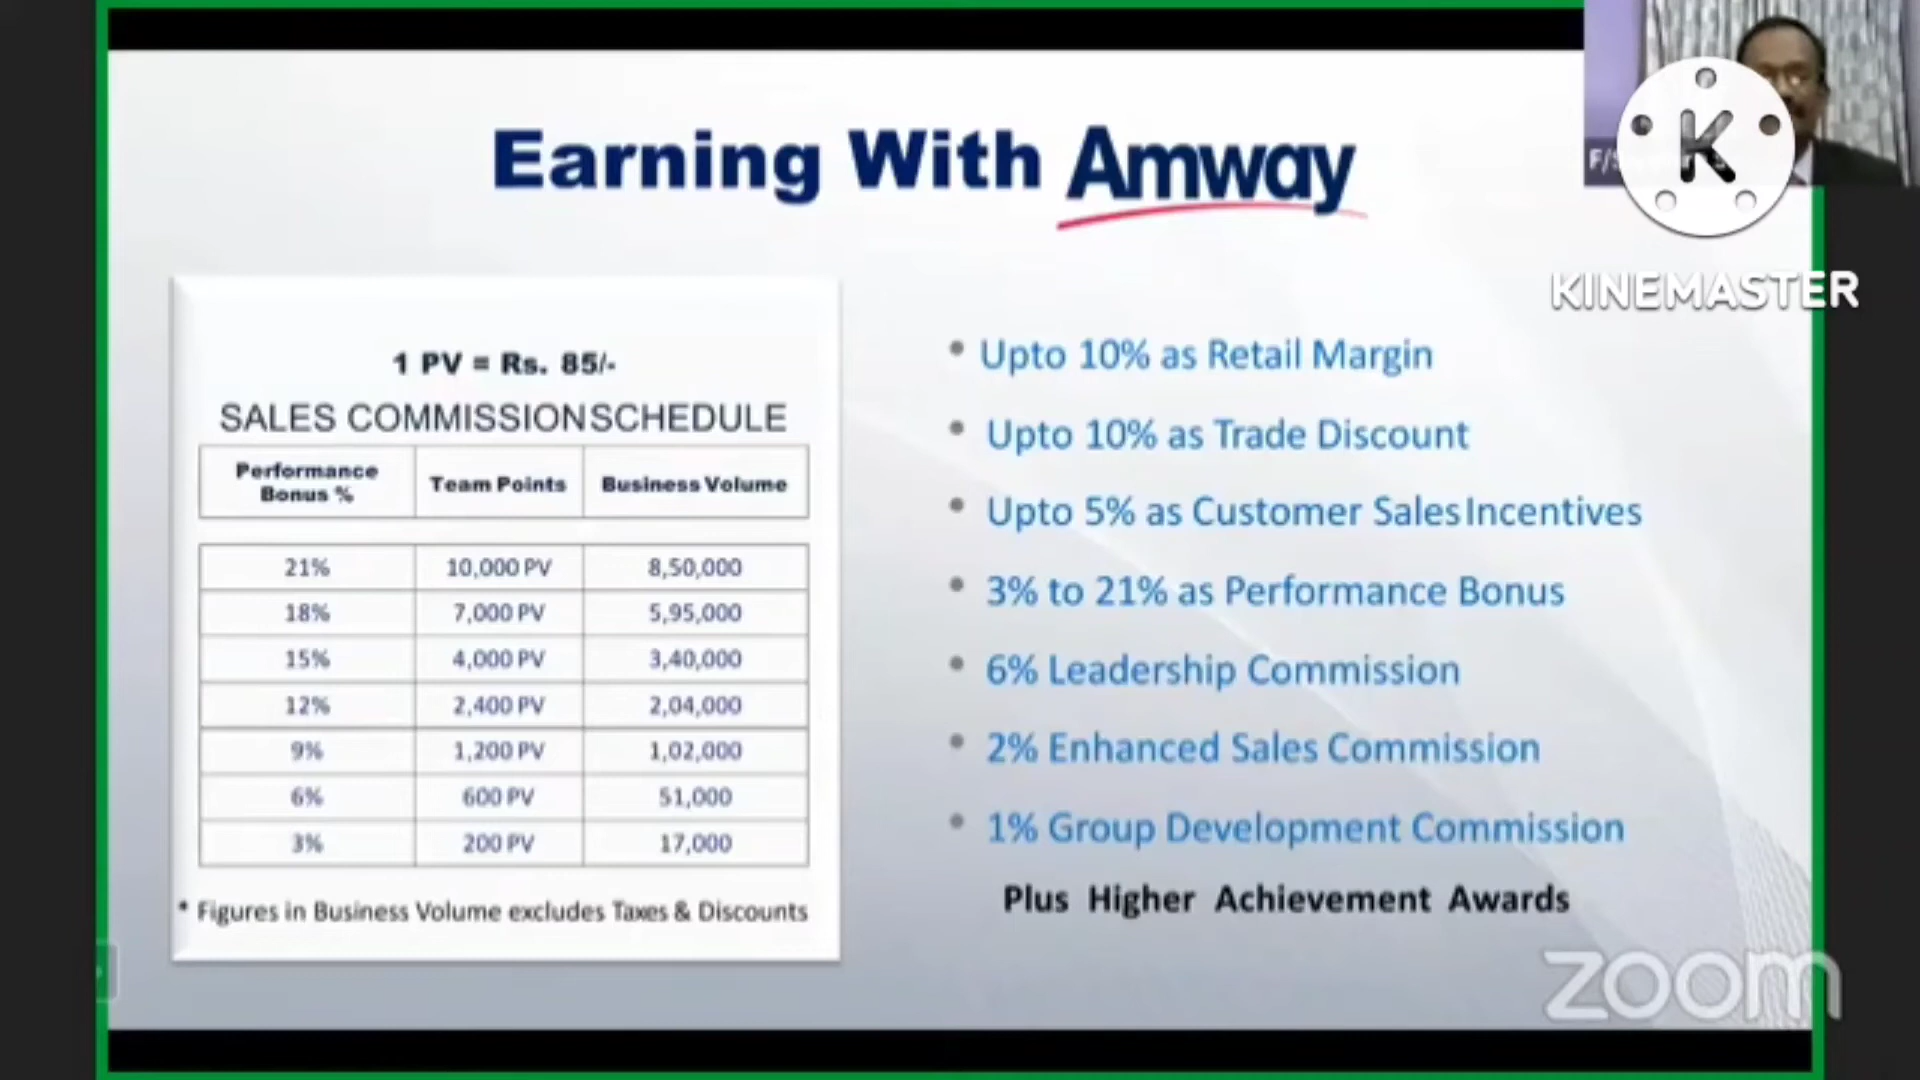 Earning With Amway
KINEMASTER
1 PV = Rs. 85/-
SALES COMMISSIONSCHEDULE
Performance Bonus % Team Points Business Volume
21% 10,000 PV 8,50,000
18% 7,000 PV 5,95,000
15% 4,000 PV 3,40,000
12% 2,400 PV 2,04,000
9% 1,200 PV 1,02,000
6% 600 PV 51,000
3% 200 PV 17,000
* Figures in Business Volume excludes Taxes & Discounts
• Upto 10% as Retail Margin
• Upto 10% as Trade Discount
• Upto 5% as Customer Sales Incentives
• 3% to 21% as Performance Bonus
• 6% Leadership Commission
• 2% Enhanced Sales Commission
• 1% Group Development Commission
Plus Higher Achievement Awards
zoom